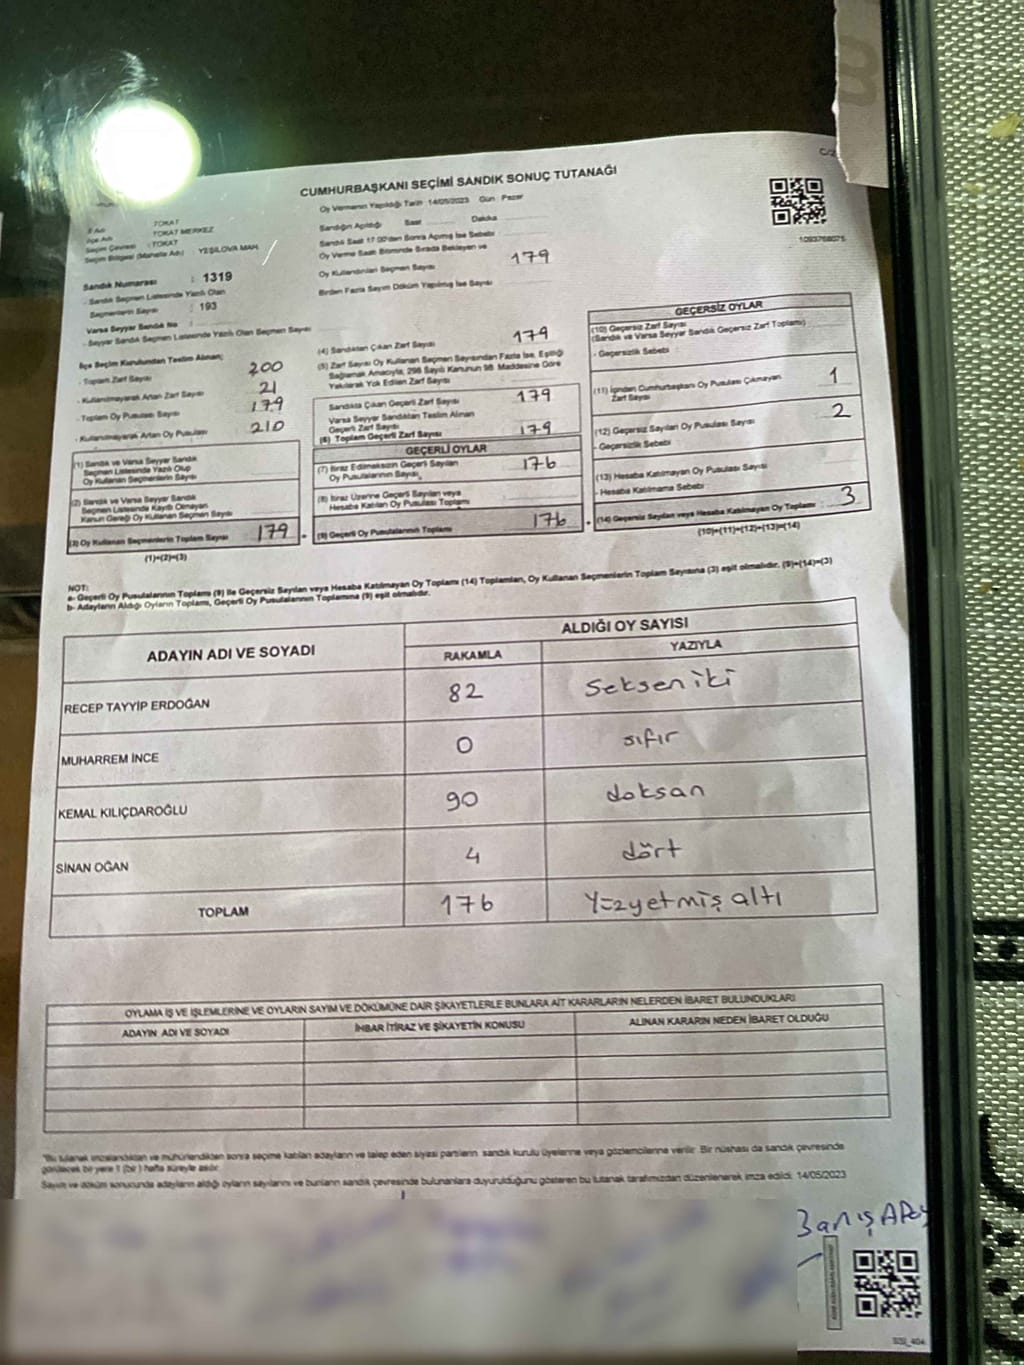 CUMHURBAŞKANI SEÇİMİ SANDIK SONUÇ TUTANAĞI
Oy Vermenin Yapıldığı Tarih 14/05/2023 Gün : Pazar
İl Adı : TOKAT
İlçe Adı : TOKAT MERKEZ
Seçim Çevresi : TOKAT
Seçim Bölgesi (Mahalle Adı) : YEŞİLOVA MAH.
Sandığın Açıldığı Saat Dakika
Sandık Saat 17:00'den Sonra Açılmış İse Sebebi
Oy Verme Saati Bitiminde Sırada Bekleyen ve
Oy Kullandırılan Seçmen Sayısı 179
Birden Fazla Sayım Döküm Yapılmış İse Sayısı
1093768075
Sandık Numarası : 1319
Sandık Seçmen Listesinde Yazılı Olan
Seçmenlerin Sayısı : 193
Varsa Seyyar Sandık No
- Seyyar Sandık Seçmen Listesinde Yazılı Olan Seçmen Sayısı
İlçe Seçim Kurulundan Teslim Alınan;
- Toplam Zarf Sayısı 200
- Kullanılmayarak Artan Zarf Sayısı 21
- Toplam Oy Pusulası Sayısı 179
- Kullanılmayarak Artan Oy Pusulası 210
(1) Sandık ve Varsa Seyyar Sandık
Seçmen Listesinde Yazılı Olup
Oy Kullanan Seçmenlerin Sayısı
(2) Sandık ve Varsa Seyyar Sandık
Seçmen Listesinde Kaydı Olmayan
Kanun Gereği Oy Kullanan Seçmen Sayısı
(3) Oy Kullanan Seçmenlerin Toplam Sayısı 179
(1)+(2)=(3)
(4) Sandıktan Çıkan Zarf Sayısı 179
(5) Zarf Sayısı Oy Kullanan Seçmen Sayısından Fazla İse, Eşitliği
Sağlamak Amacıyla, 298 Sayılı Kanunun 98. Maddesine Göre
Yakılarak Yok Edilen Zarf Sayısı
Sandıkta Çıkan Geçerli Zarf Sayısı 179
Varsa Seyyar Sandıktan Teslim Alınan
Geçerli Zarf Sayısı
(6) Toplam Geçerli Zarf Sayısı 179
GEÇERLİ OYLAR
(7) İtiraz Edilmeksizin Geçerli Sayılan
Oy Pusulalarının Sayısı 176
(8) İtiraz Üzerine Geçerli Sayılan veya
Hesaba Katılan Oy Pusulası Toplamı
(9) Geçerli Oy Pusulalarının Toplamı 176
GEÇERSİZ OYLAR
(10) Geçersiz Zarf Sayısı
(Sandık ve Varsa Seyyar Sandık Geçersiz Zarf Toplamı)
- Geçersizlik Sebebi
(11) İçinden Cumhurbaşkanı Oy Pusulası Çıkmayan
Zarf Sayısı 1
(12) Geçersiz Sayılan Oy Pusulası Sayısı 2
- Geçersizlik Sebebi
(13) Hesaba Katılmayan Oy Pusulası Sayısı
- Hesaba Katılmama Sebebi
(14) Geçersiz Sayılan veya Hesaba Katılmayan Oy Toplamı 3
(10)+(11)+(12)+(13)=(14)
NOT:
a- Geçerli Oy Pusulalarının Toplamı (9) ile Geçersiz Sayılan veya Hesaba Katılmayan Oy Toplamı (14) Toplamları, Oy Kullanan Seçmenlerin Toplam Sayısına (3) eşit olmalıdır. (9)+(14)=(3)
b- Adayların Aldığı Oyların Toplamı, Geçerli Oy Pusulalarının Toplamına (9) eşit olmalıdır.
ADAYIN ADI VE SOYADI
ALDIĞI OY SAYISI
RAKAMLA YAZIYLA
RECEP TAYYİP ERDOĞAN 82 Seksen iki
MUHARREM İNCE 0 sıfır
KEMAL KILIÇDAROĞLU 90 doksan
SİNAN OĞAN 4 dört
TOPLAM 176 Yüzyetmiş altı
OYLAMA İŞ VE İŞLEMLERİNE VE OYLARIN SAYIM VE DÖKÜMÜNE DAİR ŞİKAYETLERLE BUNLARA AİT KARARLARIN NELERDEN İBARET BULUNDUKLARI
ADAYIN ADI VE SOYADI İHBAR İTİRAZ VE ŞİKAYETİN KONUSU ALINAN KARARIN NEDEN İBARET OLDUĞU
*Bu tutanak imzalandıktan ve mühürlendikten sonra seçime katılan adayların ve talep eden siyasi partilerin sandık kurulu üyelerine veya gözlemcilerine verilir. Bir nüshası da sandık çevresinde
görülecek bir yere 1 (bir ) hafta süreyle asılır.
Sayım ve döküm sonucunda adayların aldığı oyların sayılarını ve bunların sandık çevresinde bulunanlara duyurulduğunu gösteren bu tutanak tarafımızdan düzenlenerek imza edildi. 14/05/2023
Barış